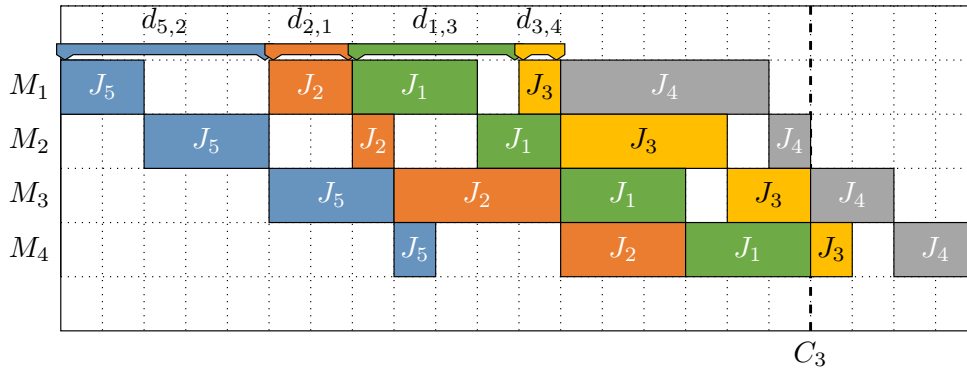 d5,2 d2,1 d1,3 d3,4
M1 J5 J2 J1 J3 J4
M2 J5 J2 J1 J3 J4
M3 J5 J2 J1 J3 J4
M4 J5 J2 J1 J3 J4
C3